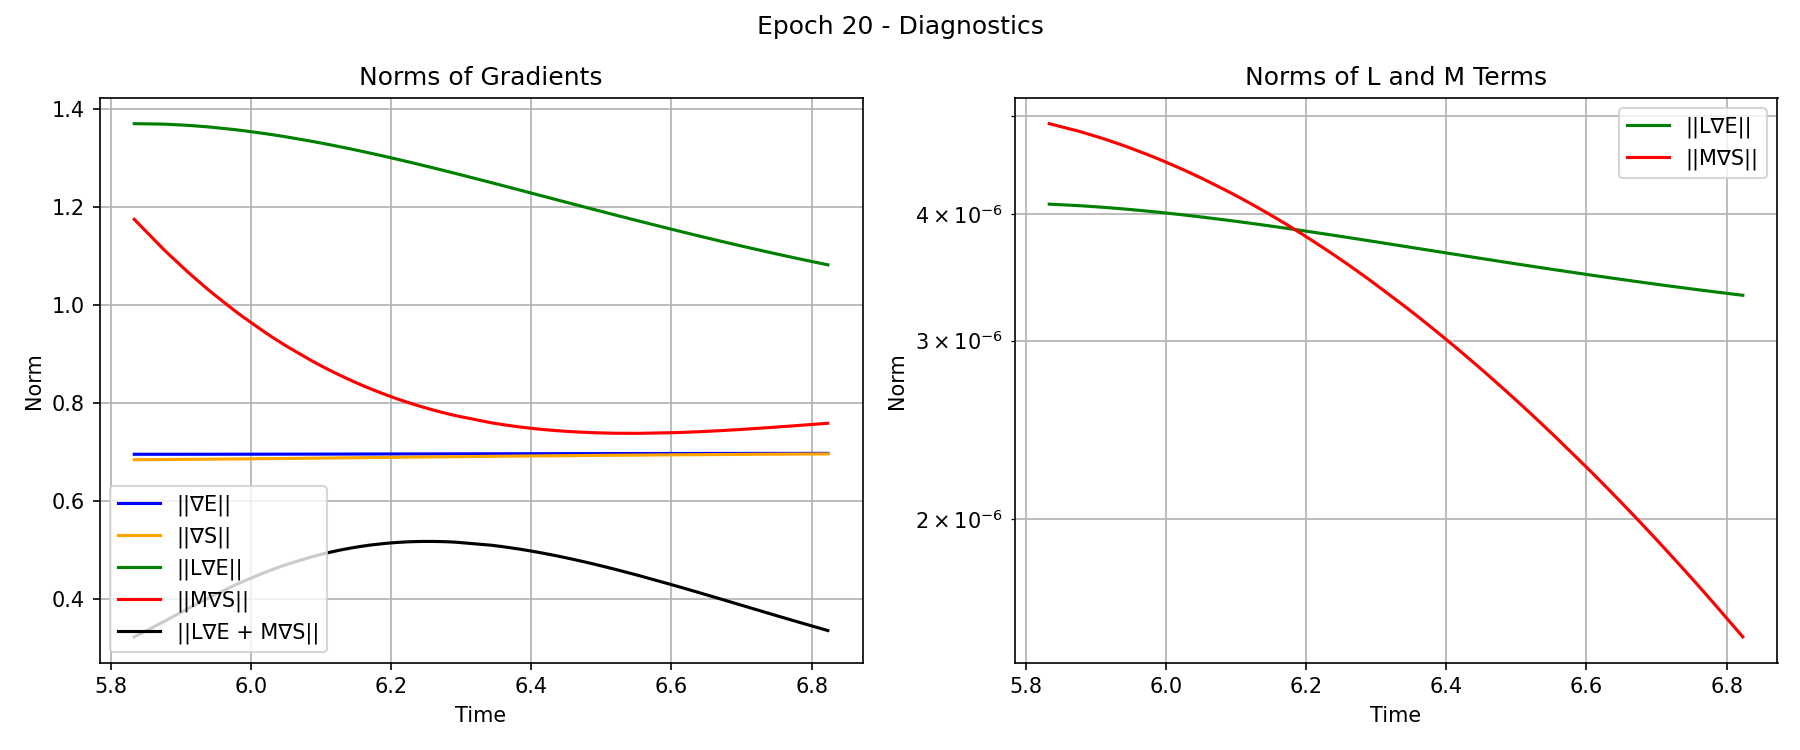 Epoch 20 - Diagnostics
Norms of Gradients
Norm
1.4
1.2
1.0
0.8
0.6
0.4
||∇E||
||∇S||
||L∇E||
||M∇S||
||L∇E + M∇S||
5.8 6.0 6.2 6.4 6.6 6.8
Time
Norms of L and M Terms
Norm
4 × 10⁻⁶
3 × 10⁻⁶
2 × 10⁻⁶
||L∇E||
||M∇S||
5.8 6.0 6.2 6.4 6.6 6.8
Time